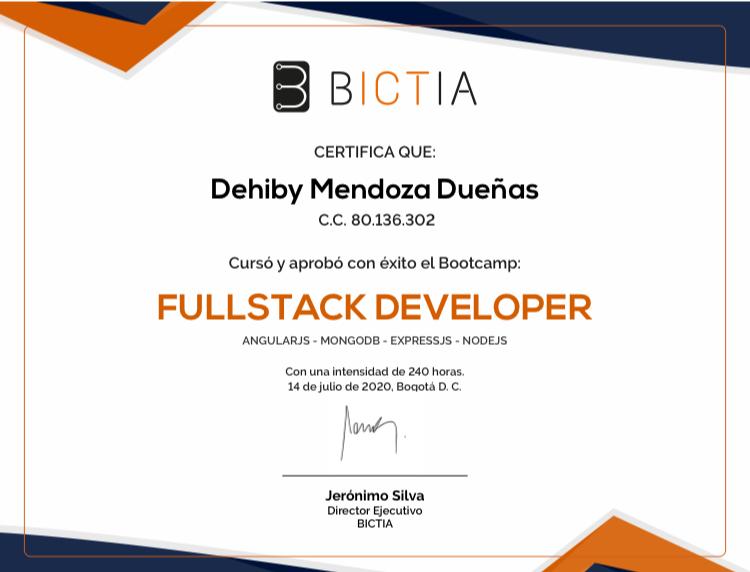 BICTIA
CERTIFICA QUE:
Dehiby Mendoza Dueñas
C.C. 80.136.302
Cursó y aprobó con éxito el Bootcamp:
FULLSTACK DEVELOPER
ANGULARJS - MONGODB - EXPRESSJS - NODEJS
Con una intensidad de 240 horas.
14 de julio de 2020, Bogotá D. C.
Jerónimo Silva
Director Ejecutivo
BICTIA